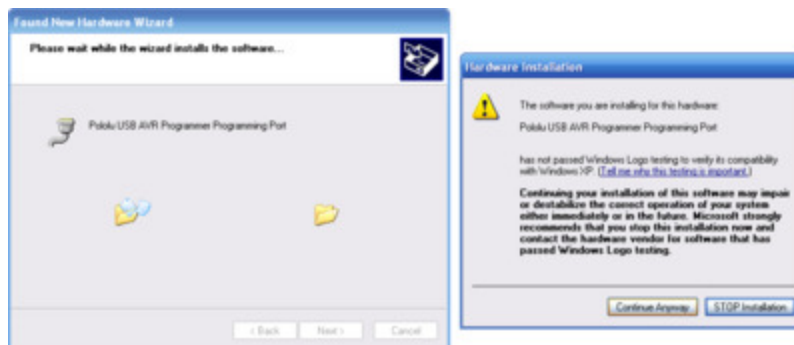 Found New Hardware Wizard
Please wait while the wizard installs the software...
Pololu USB AVR Programmer Programming Port
< Back
Next >
Cancel
Hardware Installation
The software you are installing for this hardware:
Pololu USB AVR Programmer Programming Port
has not passed Windows Logo testing to verify its compatibility
with Windows XP. (Tell me why this testing is important.)
Continuing your installation of this software may impair
or destabilize the correct operation of your system
either immediately or in the future. Microsoft strongly
recommends that you stop this installation now and
contact the hardware vendor for software that has
passed Windows Logo testing.
Continue Anyway
STOP Installation